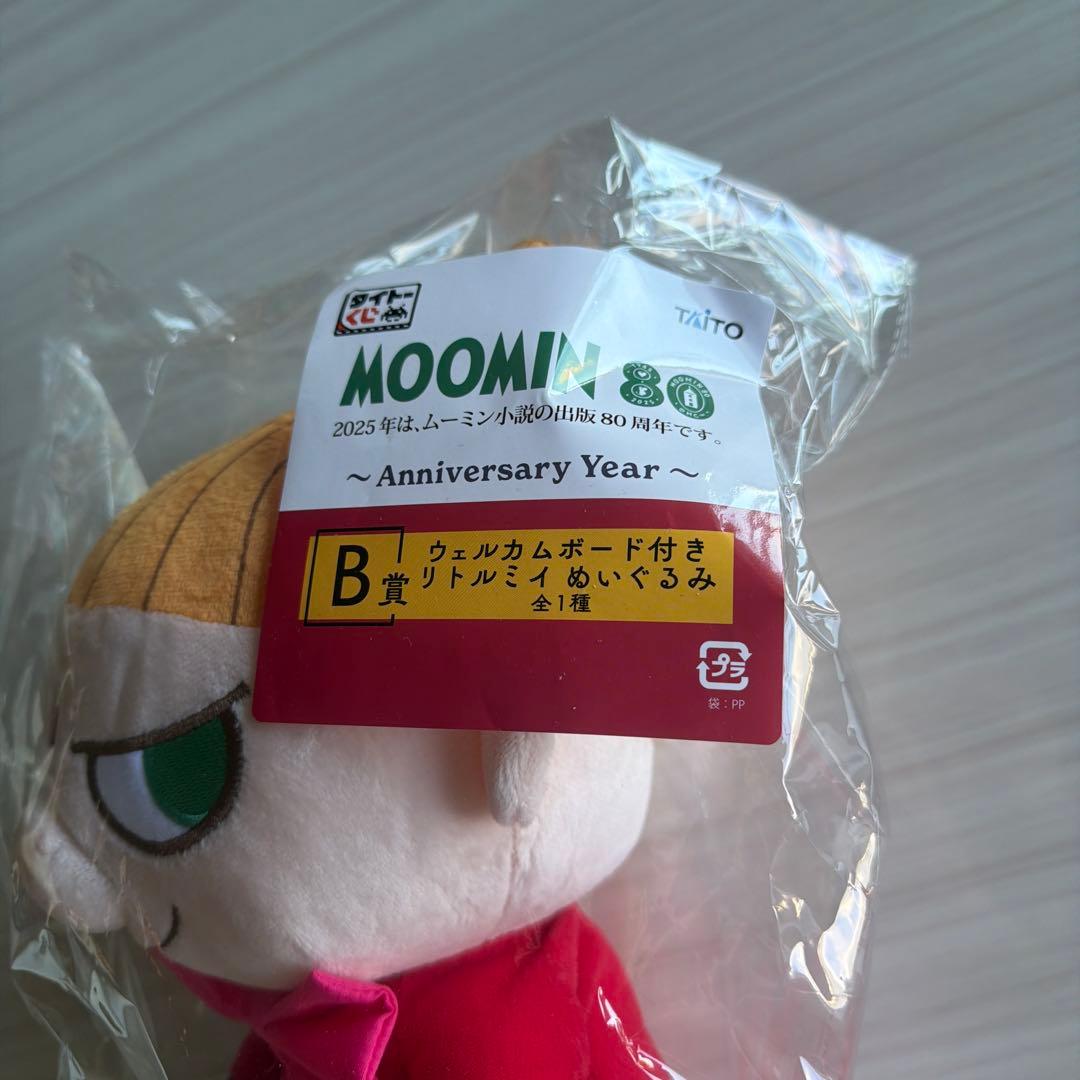 タイトー
くじ
TAITO
MOOMIN 80
2025年は、ムーミン小説の出版80周年です。
～Anniversary Year～
B賞
ウェルカムボード付き
リトルミイ ぬいぐるみ
全1種
プラ
袋：PP